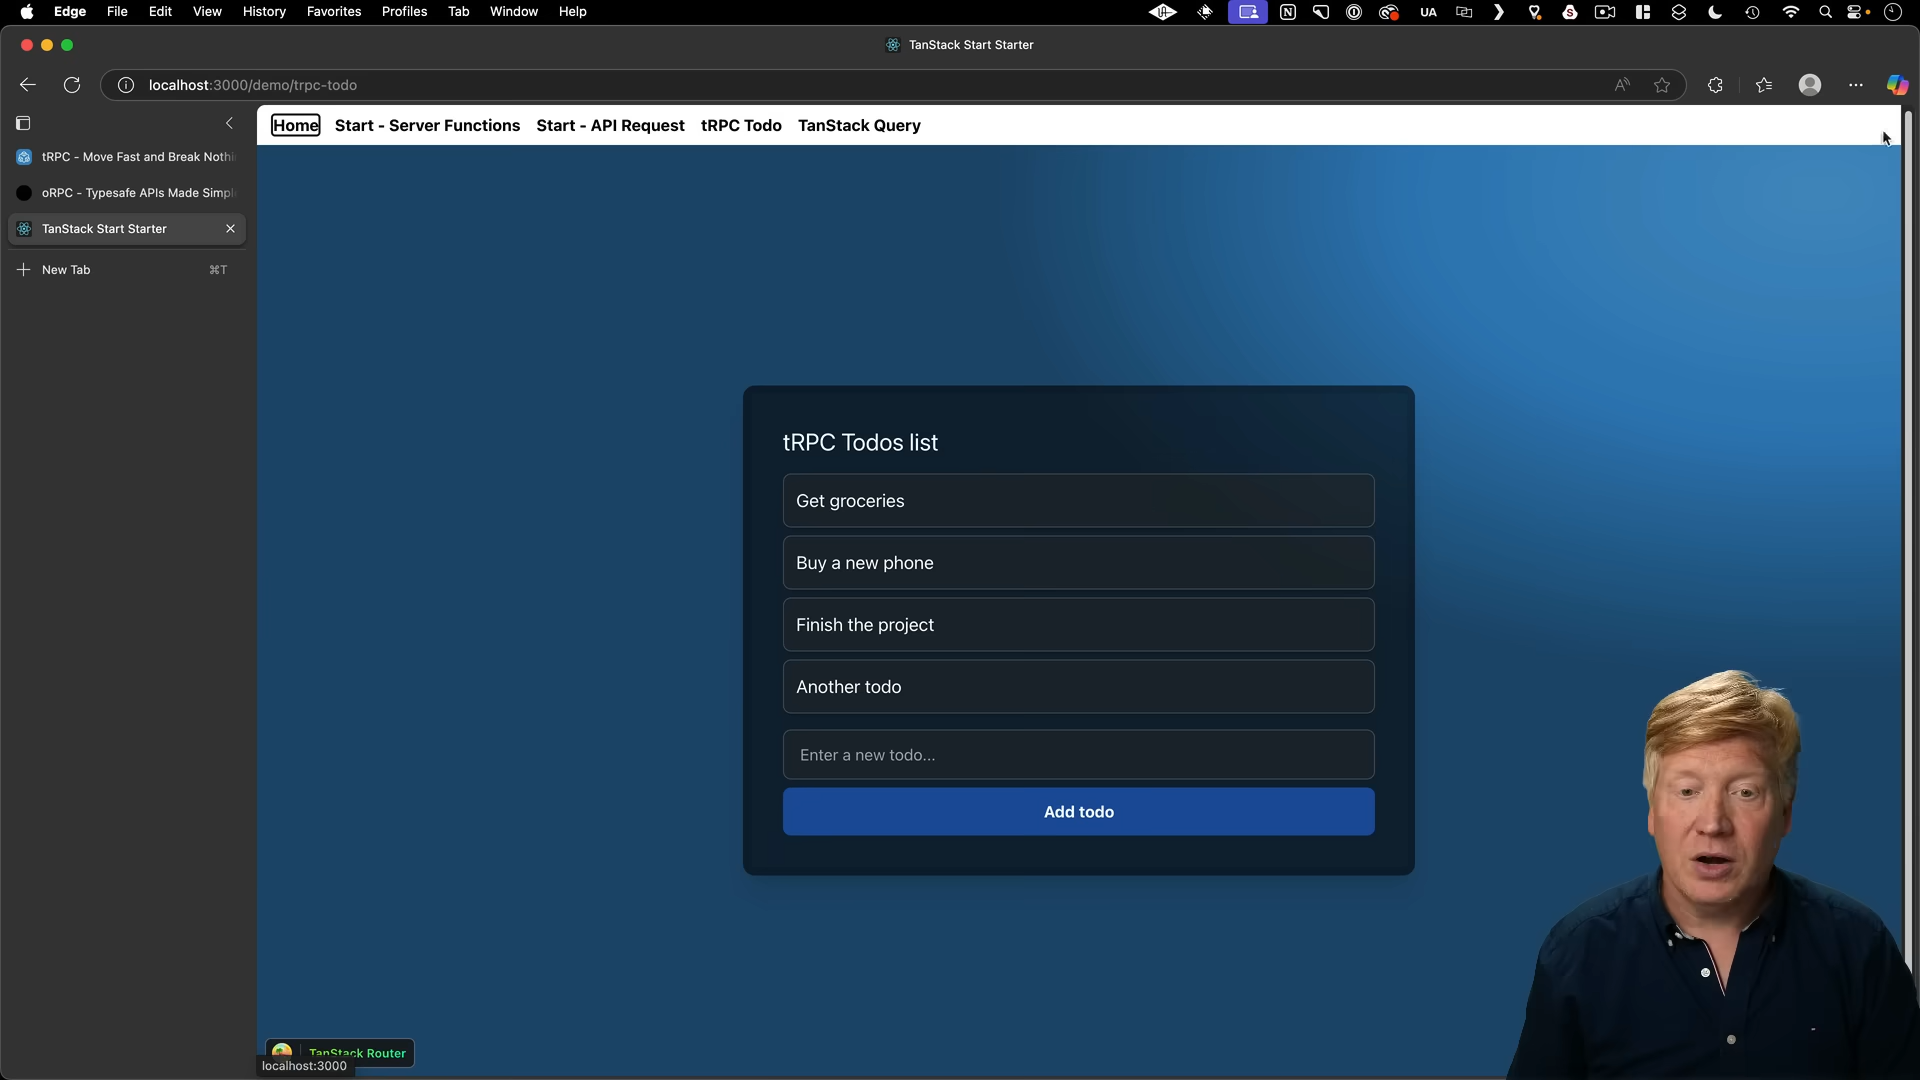 Edge File Edit View History Favorites Profiles Tab Window Help
UA
TanStack Start Starter
localhost:3000/demo/trpc-todo
Home Start - Server Functions Start - API Request tRPC Todo TanStack Query
tRPC - Move Fast and Break
oRPC - Typesafe APIs Made
TanStack Start Starter
New Tab ⌘T
tRPC Todos list
Get groceries
Buy a new phone
Finish the project
Another todo
Enter a new todo...
Add todo
TanStack Router
localhost:3000